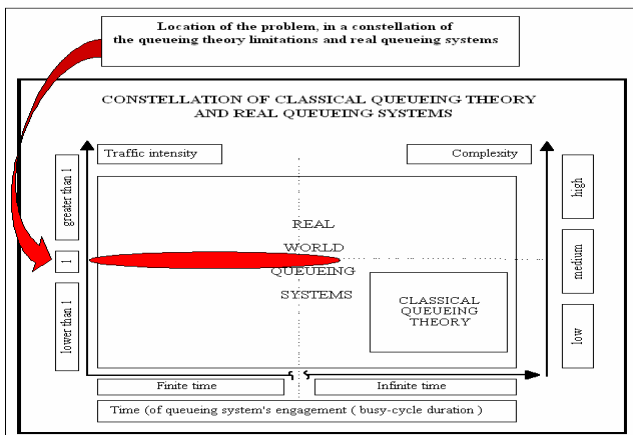 Location of the problem, in a constellation of
the queueing theory limitations and real queueing systems
CONSTELLATION OF CLASSICAL QUEUEING THEORY
AND REAL QUEUEING SYSTEMS
Traffic intensity
Complexity
greater than 1
1
lower than 1
REAL
WORLD
QUEUEING
SYSTEMS
CLASSICAL
QUEUEING
THEORY
high
medium
low
Finite time
Infinite time
Time (of queueing system's engagement ( busy-cycle duration )